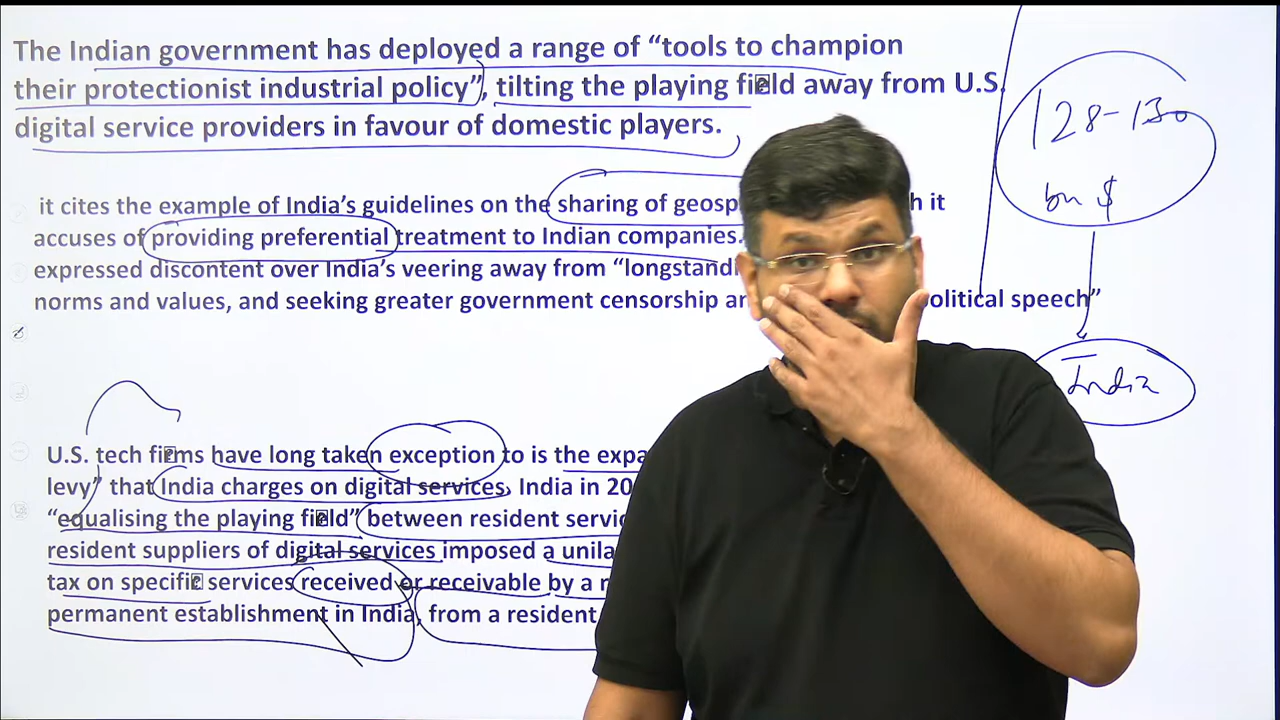 The Indian government has deployed a range of “tools to champion
their protectionist industrial policy”, tilting the playing field away from U.S.
digital service providers in favour of domestic players.
128-130
bn $
it cites the example of India’s guidelines on the sharing of geosp h it
accuses of providing preferential treatment to Indian companies.
expressed discontent over India’s veering away from “longstandi
norms and values, and seeking greater government censorship an olitical speech”
India
U.S. tech firms have long taken exception to is the expa
levy” that India charges on digital services. India in 20
“equalising the playing field” between resident servic
resident suppliers of digital services imposed a unila
tax on specific services received or receivable by a n
permanent establishment in India, from a resident